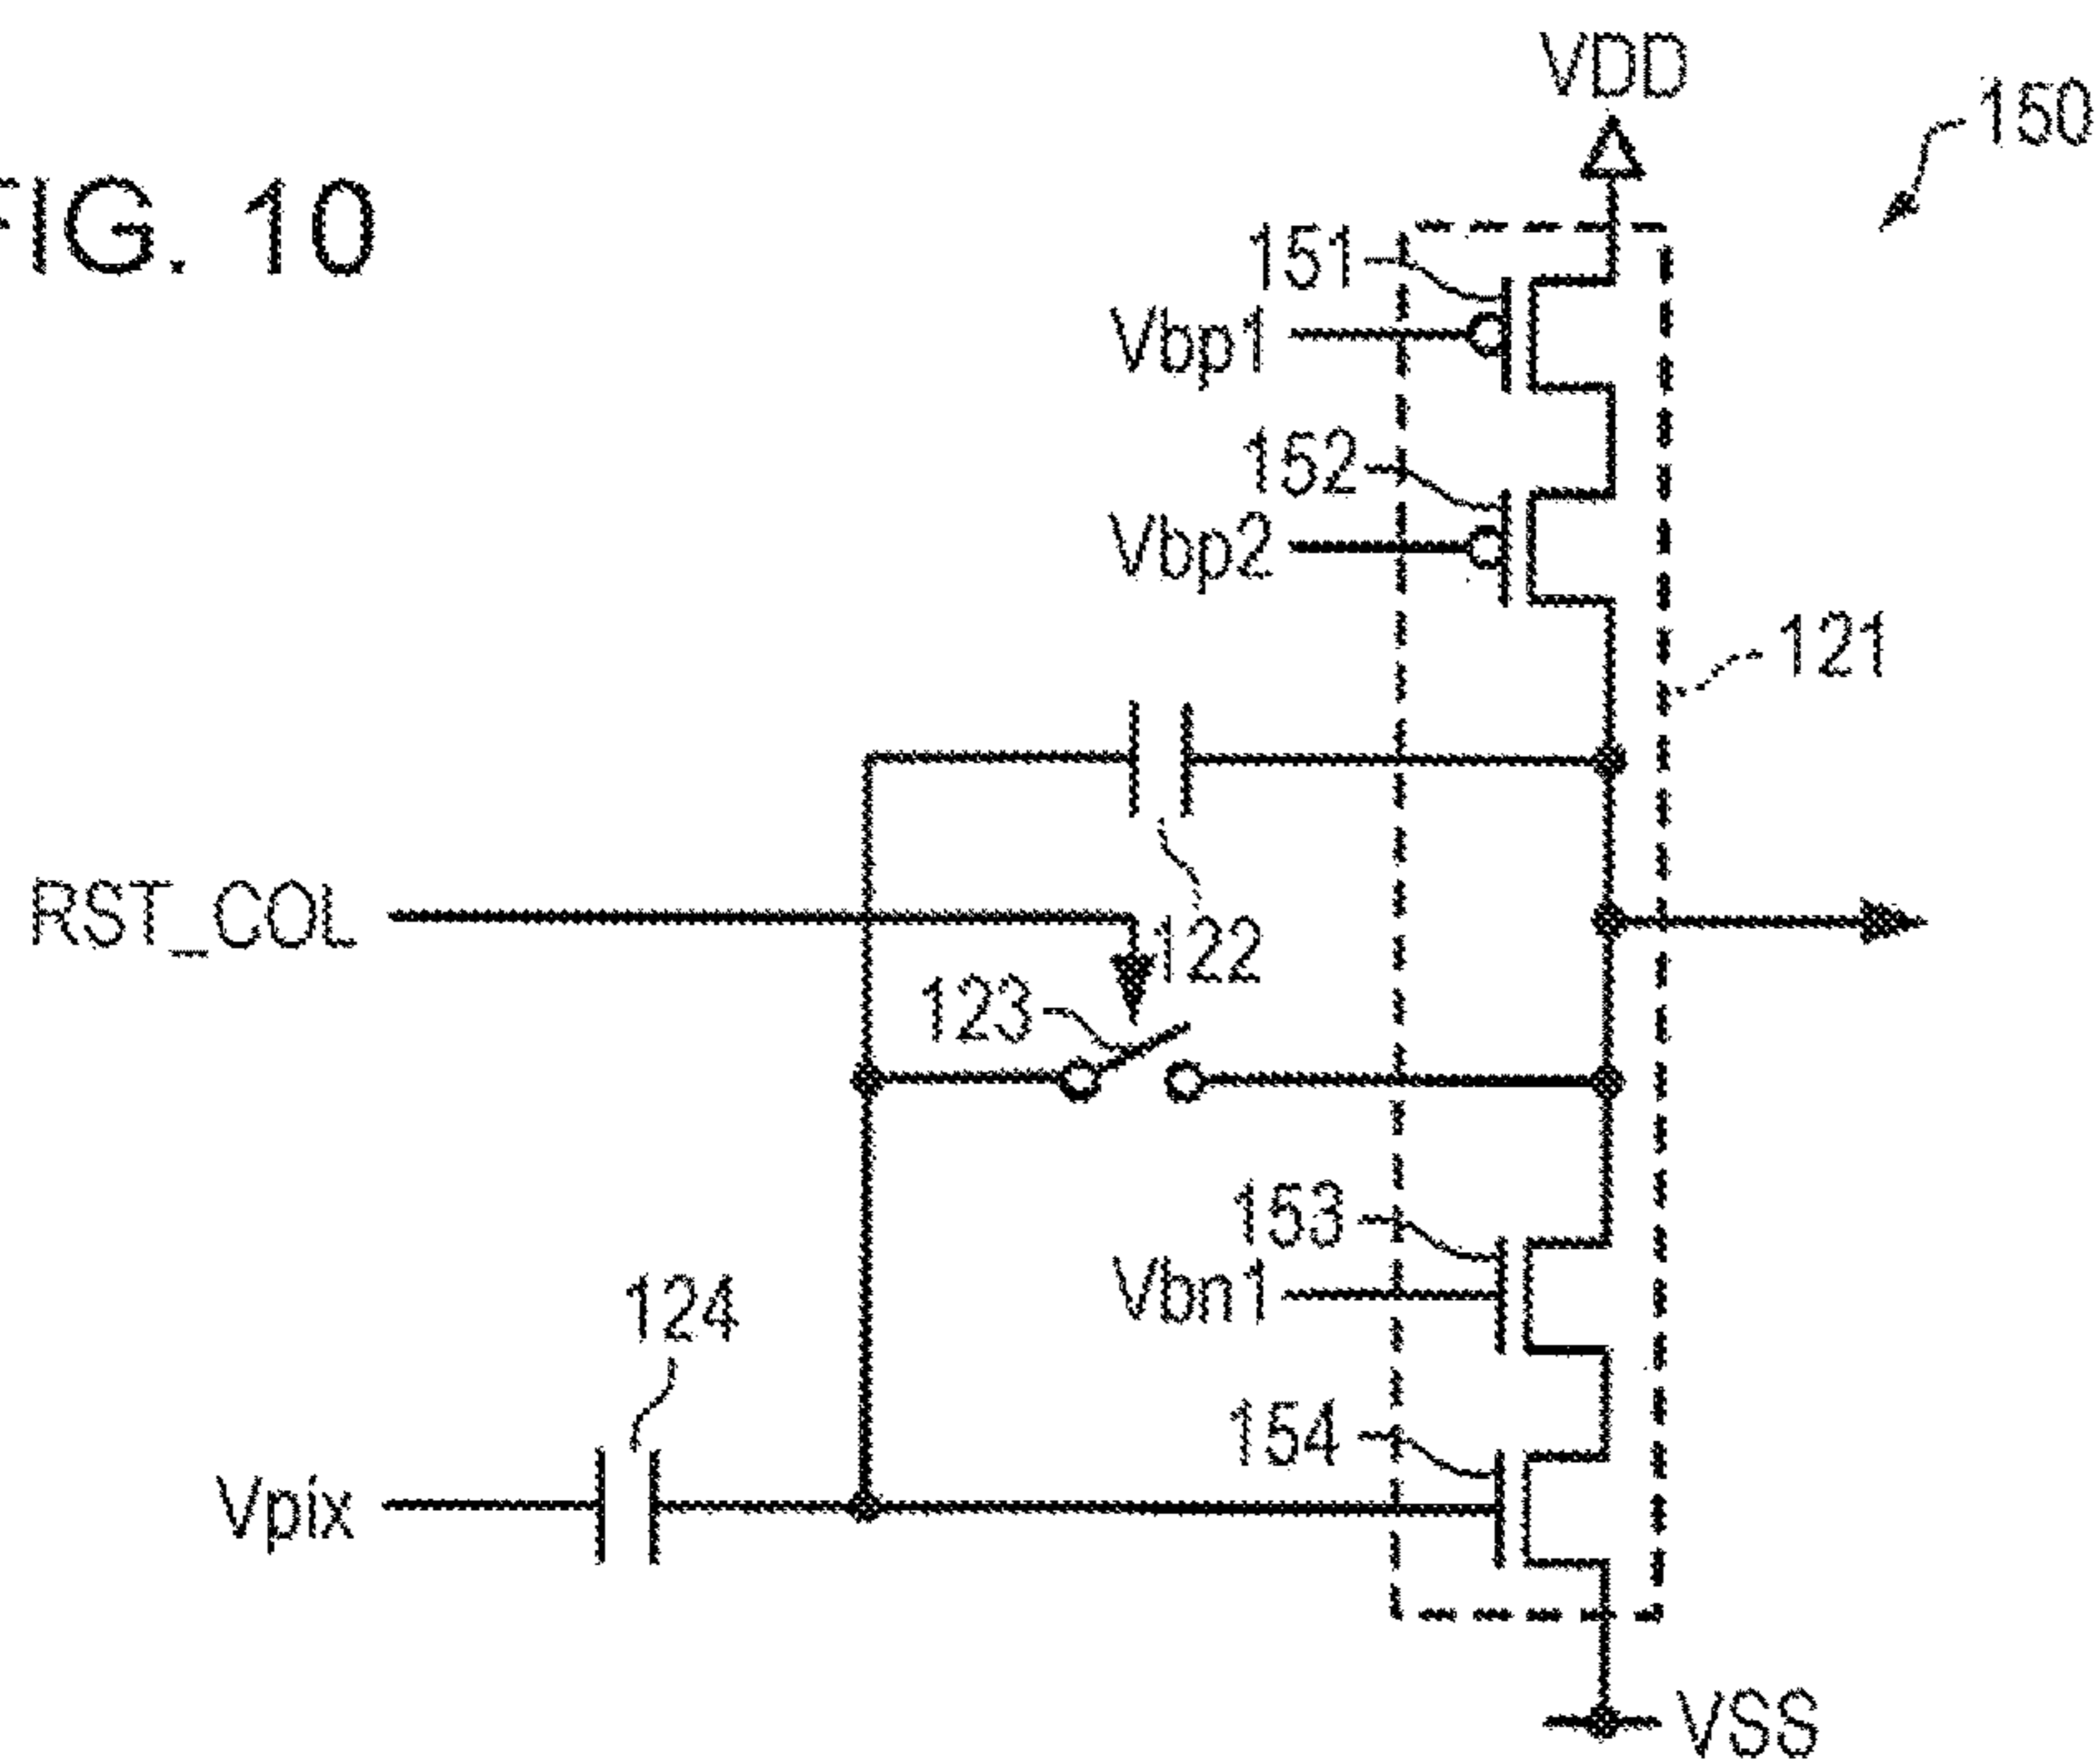 VDD
150
FIG. 10
151
Vbp1
152
Vbp2
121
RST_COL
122
123
153
Vbn1
124
154
Vpix
VSS